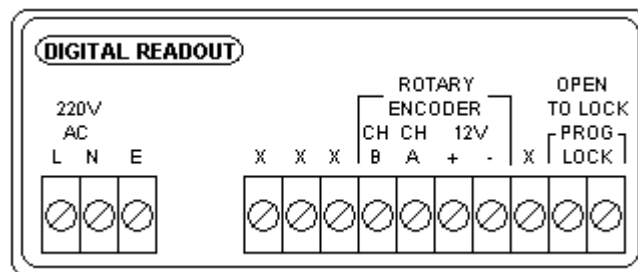 DIGITAL READOUT
ROTARY OPEN
220V ENCODER TO LOCK
AC CH CH 12V PROG
L N E X X X B A + - X LOCK